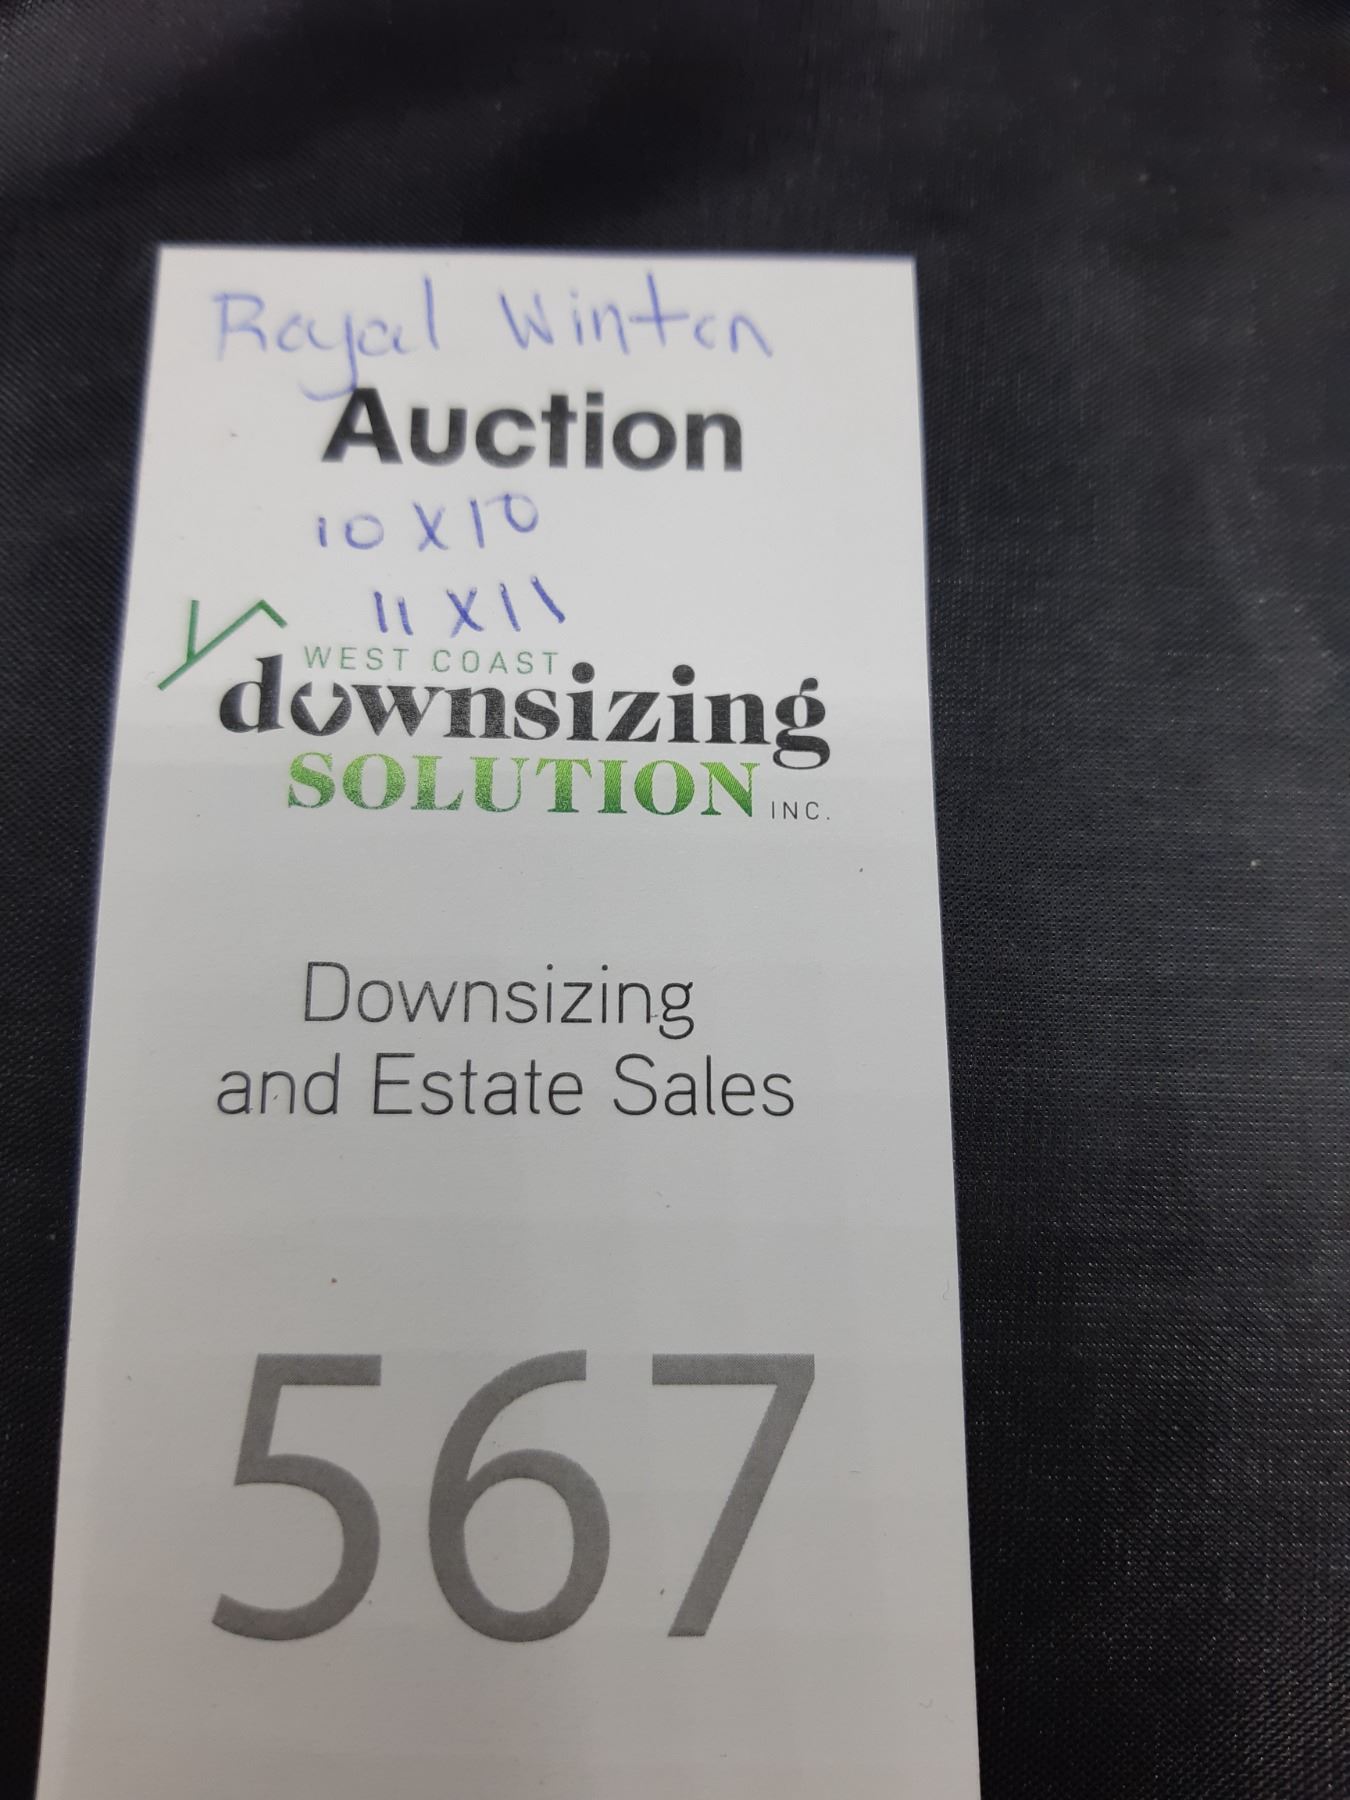 Royal Winton
Auction
10 X 10
11 X 11
WEST COAST
downsizing
SOLUTION INC.
Downsizing
and Estate Sales
567